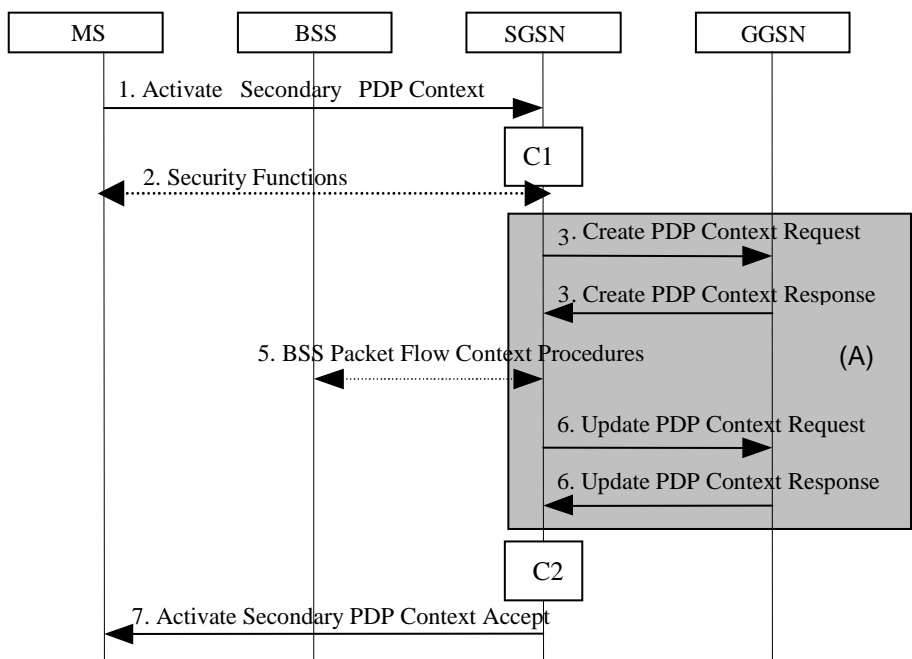 MS BSS SGSN GGSN
1. Activate Secondary PDP Context
C1
2. Security Functions
3. Create PDP Context Request
3. Create PDP Context Response
5. BSS Packet Flow Context Procedures
(A)
6. Update PDP Context Request
6. Update PDP Context Response
C2
7. Activate Secondary PDP Context Accept